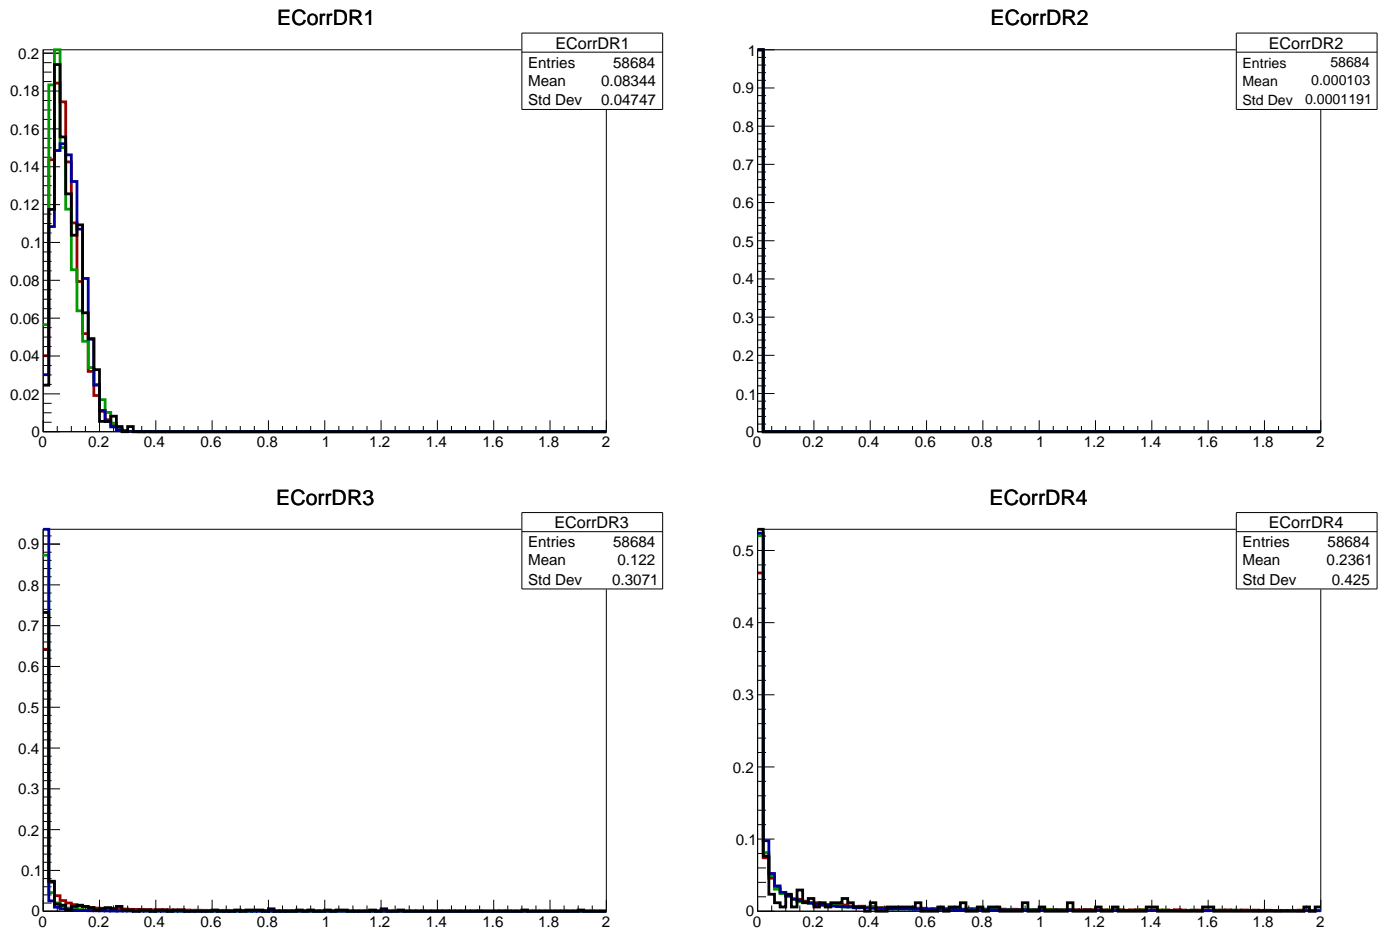 ECorrDR1
ECorrDR1
Entries 58684
Mean 0.08344
Std Dev 0.04747
0.2
0.18
0.16
0.14
0.12
0.1
0.08
0.06
0.04
0.02
0
0 0.2 0.4 0.6 0.8 1 1.2 1.4 1.6 1.8 2
ECorrDR2
ECorrDR2
Entries 58684
Mean 0.000103
Std Dev 0.0001191
1
0.9
0.8
0.7
0.6
0.5
0.4
0.3
0.2
0.1
0
0 0.2 0.4 0.6 0.8 1 1.2 1.4 1.6 1.8 2
ECorrDR3
ECorrDR3
Entries 58684
Mean 0.122
Std Dev 0.3071
0.9
0.8
0.7
0.6
0.5
0.4
0.3
0.2
0.1
0
0 0.2 0.4 0.6 0.8 1 1.2 1.4 1.6 1.8 2
ECorrDR4
ECorrDR4
Entries 58684
Mean 0.2361
Std Dev 0.425
0.5
0.4
0.3
0.2
0.1
0
0 0.2 0.4 0.6 0.8 1 1.2 1.4 1.6 1.8 2